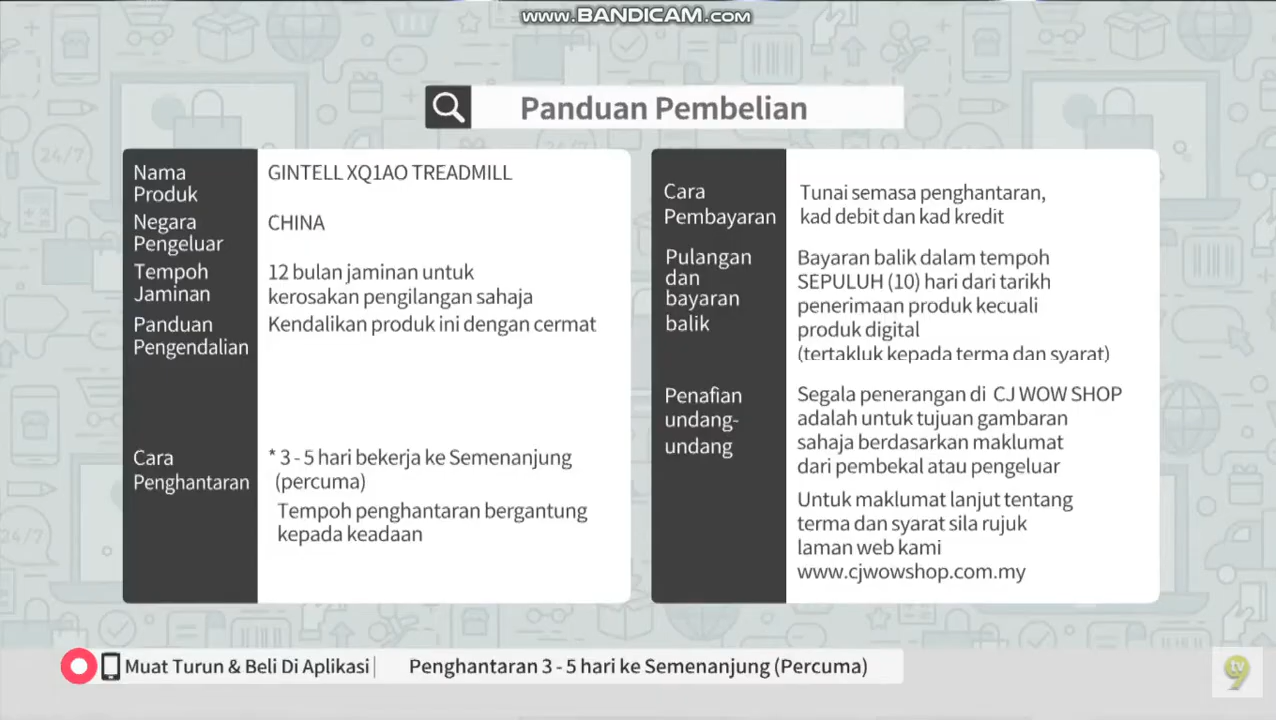 www.BANDICAM.com
Panduan Pembelian
Nama
Produk
GINTELL XQ1AO TREADMILL
Negara
Pengeluar
CHINA
Tempoh
Jaminan
12 bulan jaminan untuk
kerosakan pengilangan sahaja
Panduan
Pengendalian
Kendalikan produk ini dengan cermat
Cara
Penghantaran
* 3 - 5 hari bekerja ke Semenanjung
(percuma)
Tempoh penghantaran bergantung
kepada keadaan
Cara
Pembayaran
Tunai semasa penghantaran,
kad debit dan kad kredit
Pulangan
dan
bayaran
balik
Bayaran balik dalam tempoh
SEPULUH (10) hari dari tarikh
penerimaan produk kecuali
produk digital
(tertakluk kepada terma dan syarat)
Penafian
undang-
undang
Segala penerangan di CJ WOW SHOP
adalah untuk tujuan gambaran
sahaja berdasarkan maklumat
dari pembekal atau pengeluar
Untuk maklumat lanjut tentang
terma dan syarat sila rujuk
laman web kami
www.cjwowshop.com.my
24/7
24/7
Muat Turun & Beli Di Aplikasi | Penghantaran 3 - 5 hari ke Semenanjung (Percuma)
tv9